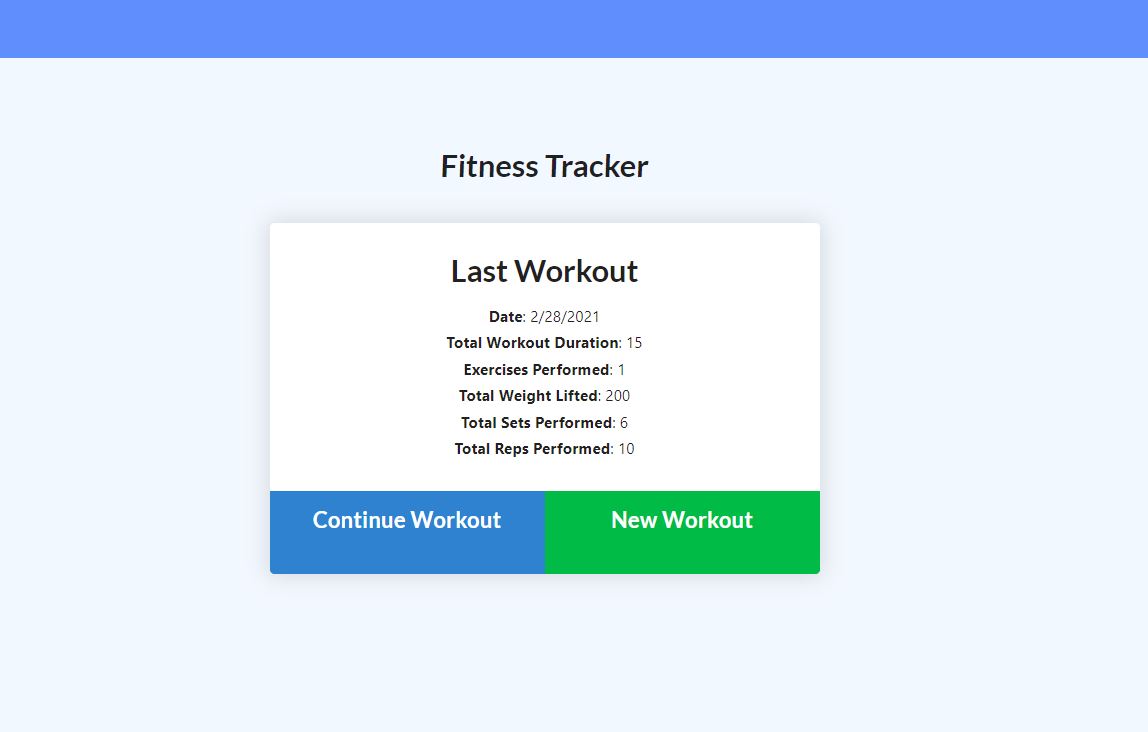 Fitness Tracker
Last Workout
Date: 2/28/2021
Total Workout Duration: 15
Exercises Performed: 1
Total Weight Lifted: 200
Total Sets Performed: 6
Total Reps Performed: 10
Continue Workout
New Workout